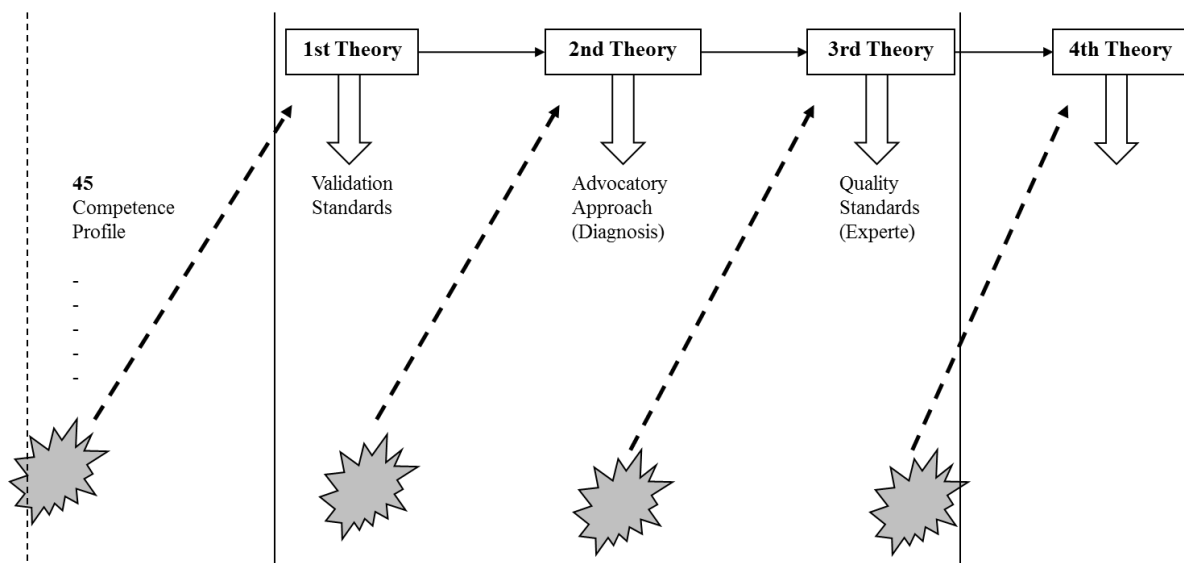 1st Theory
2nd Theory
3rd Theory
4th Theory
45
Competence
Profile
-
-
-
-
-
Validation
Standards
Advocatory
Approach
(Diagnosis)
Quality
Standards
(Experte)